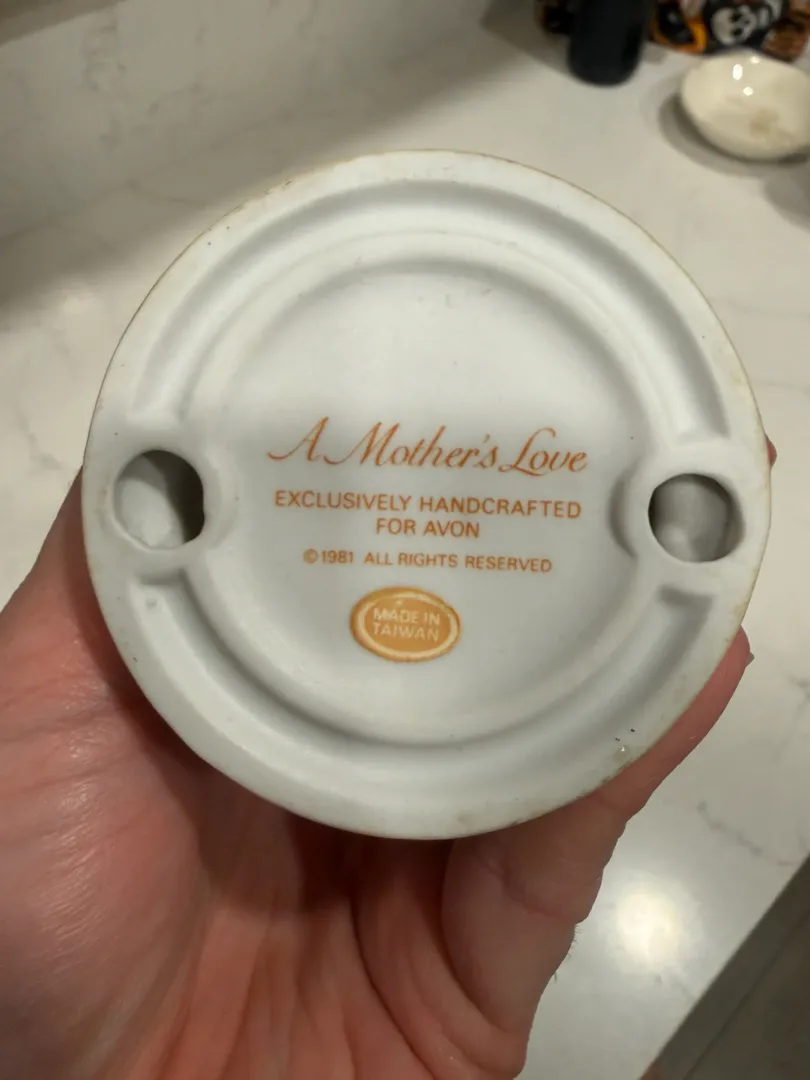 A Mother's Love
EXCLUSIVELY HANDCRAFTED
FOR AVON
©1981 ALL RIGHTS RESERVED
MADE IN
TAIWAN